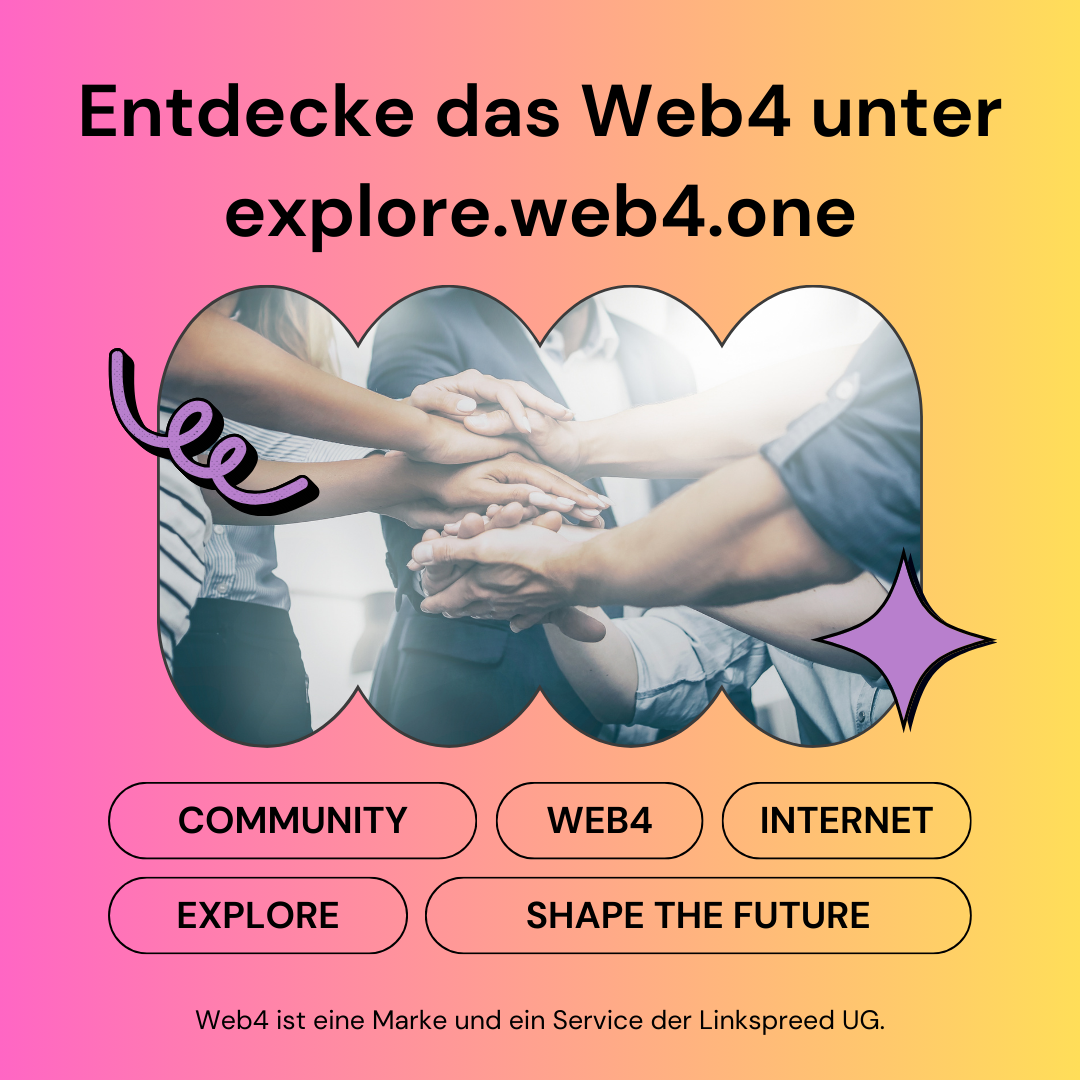 Entdecke das Web4 unter
explore.web4.one
COMMUNITY
WEB4
INTERNET
EXPLORE
SHAPE THE FUTURE
Web4 ist eine Marke und ein Service der Linkspreed UG.